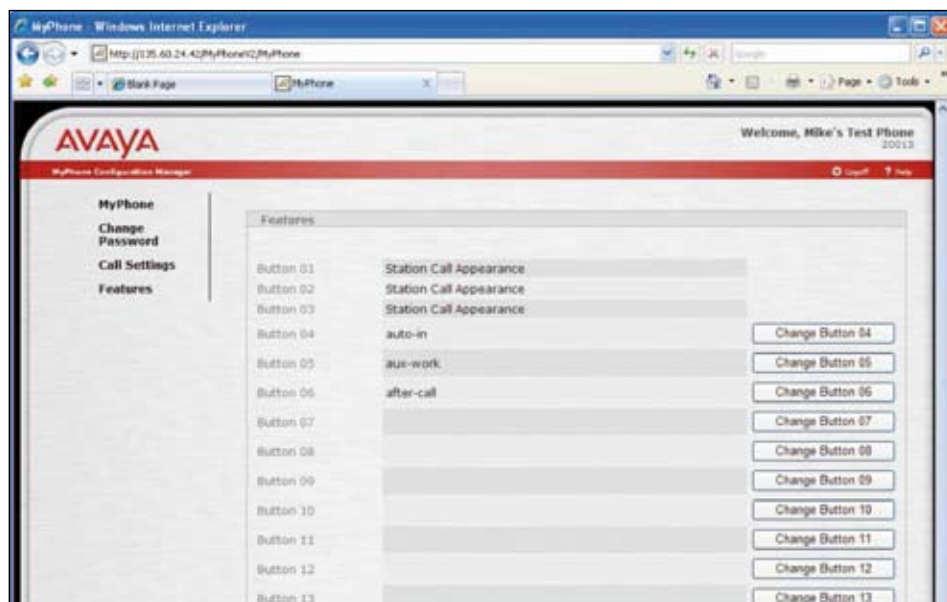 MyPhone - Windows Internet Explorer
http://135.60.24.42/MyPhone%2/MyPhone
Google
Blank Page
MyPhone
Page
Tools
AVAYA
Welcome, Mike's Test Phone
20013
MyPhone Configuration Manager
Logoff
? Help
MyPhone
Change
Password
Call Settings
Features
Features
Button 01 Station Call Appearance
Button 02 Station Call Appearance
Button 03 Station Call Appearance
Button 04 auto-in Change Button 04
Button 05 aux-work Change Button 05
Button 06 after-call Change Button 06
Button 07 Change Button 07
Button 08 Change Button 08
Button 09 Change Button 09
Button 10 Change Button 10
Button 11 Change Button 11
Button 12 Change Button 12
Button 13 Change Button 13